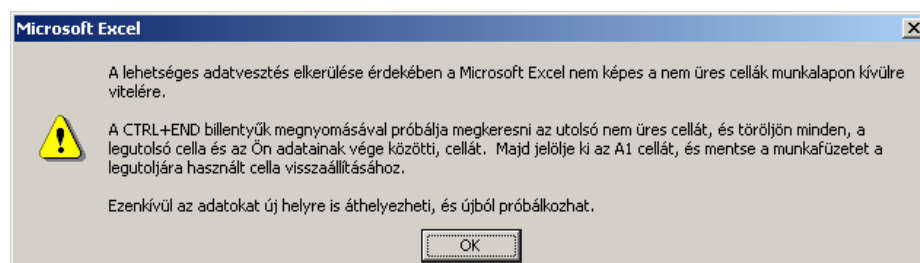 Microsoft Excel
A lehetséges adatvesztés elkerülése érdekében a Microsoft Excel nem képes a nem üres cellák munkalapon kívülre
vitelére.
A CTRL+END billentyűk megnyomásával próbálja megkeresni az utolsó nem üres cellát, és töröljön minden, a
legutolsó cella és az Ön adatainak vége közötti, cellát. Majd jelölje ki az A1 cellát, és mentse a munkafüzetet a
legutoljára használt cella visszaállításához.
Ezenkívül az adatokat új helyre is áthelyezheti, és újból próbálkozhat.
OK